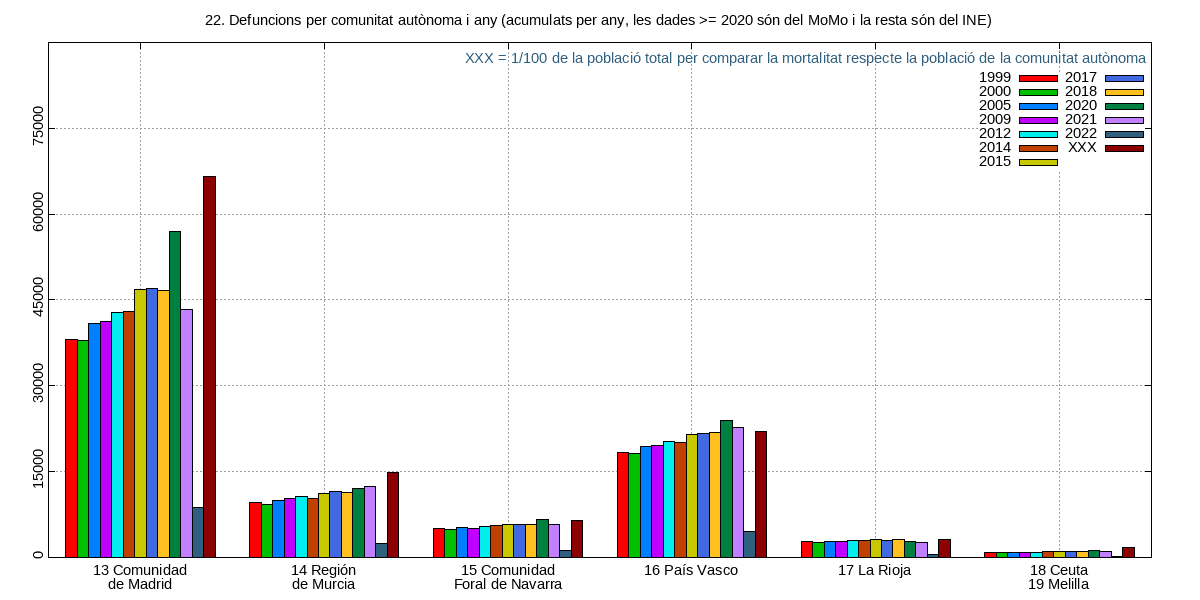 22. Defuncions per comunitat autònoma i any (acumulats per any, les dades >= 2020 són del MoMo i la resta són del INE)
XXX = 1/100 de la població total per comparar la mortalitat respecte la població de la comunitat autònoma
1999 2017
2000 2018
2005 2020
2009 2021
2012 2022
2014 XXX
2015
75000
60000
45000
30000
15000
0
13 Comunidad
de Madrid
14 Región
de Murcia
15 Comunidad
Foral de Navarra
16 País Vasco
17 La Rioja
18 Ceuta
19 Melilla